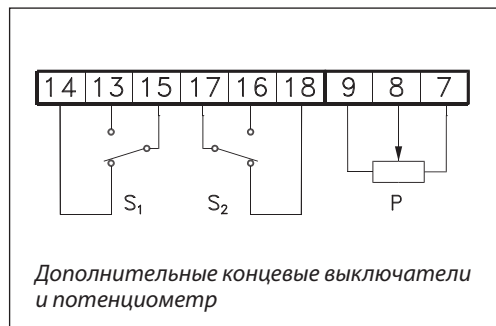 14 13 15 17 16 18 9 8 7
S₁ S₂ P
Дополнительные концевые выключатели
и потенциометр